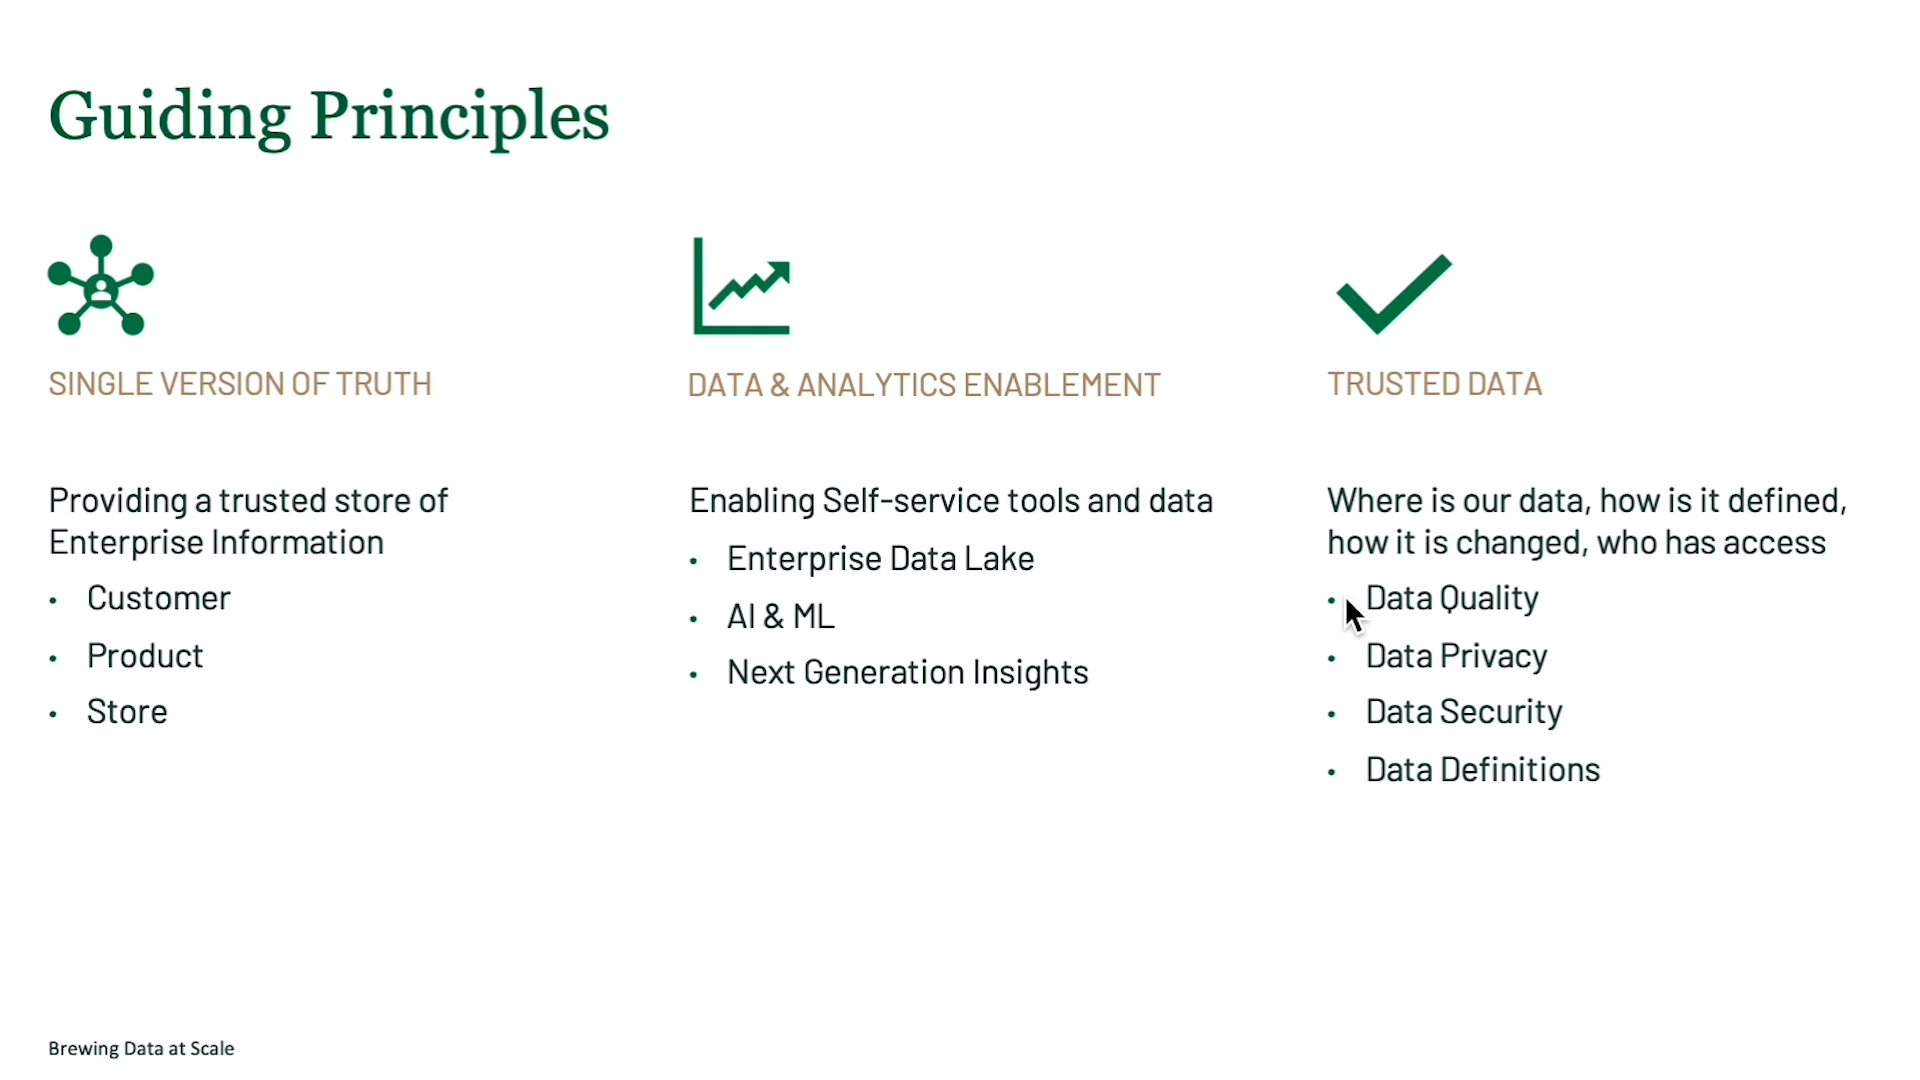 Guiding Principles
SINGLE VERSION OF TRUTH
Providing a trusted store of
Enterprise Information
• Customer
• Product
• Store
DATA & ANALYTICS ENABLEMENT
Enabling Self-service tools and data
• Enterprise Data Lake
• AI & ML
• Next Generation Insights
TRUSTED DATA
Where is our data, how is it defined,
how it is changed, who has access
• Data Quality
• Data Privacy
• Data Security
• Data Definitions
Brewing Data at Scale